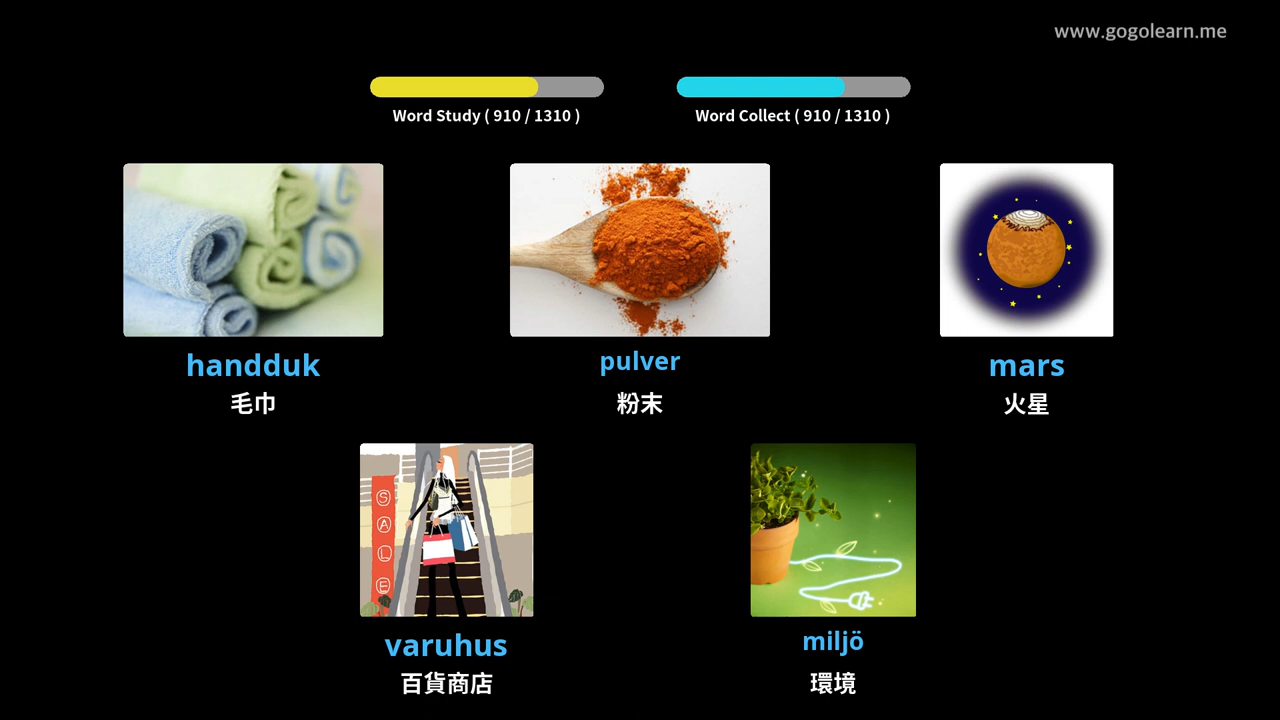 www.gogolearn.me
Word Study ( 910 / 1310 )
Word Collect ( 910 / 1310 )
handduk
毛巾
pulver
粉末
mars
火星
SALE
varuhus
百貨商店
miljö
環境